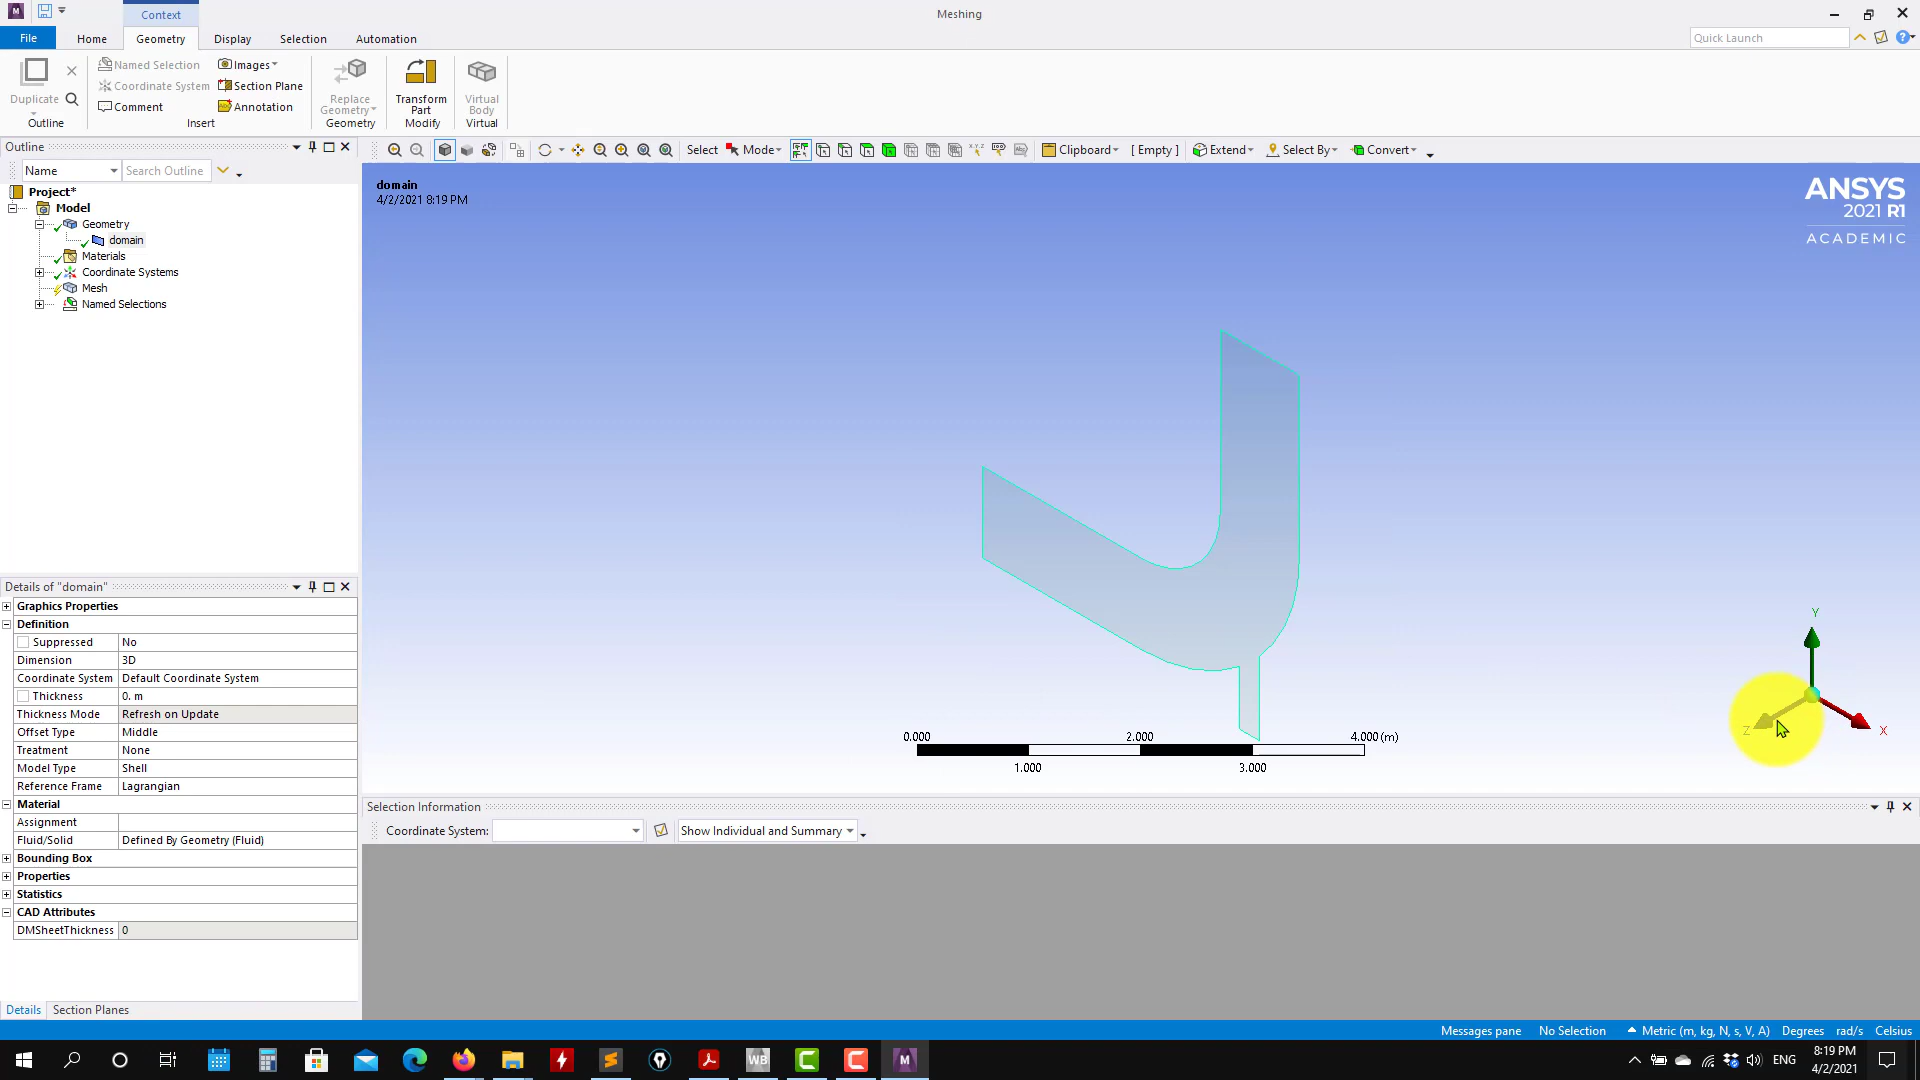 Context
Meshing
File
Home
Geometry
Display
Selection
Automation
Quick Launch
Duplicate
Outline
Named Selection
Coordinate System
Comment
Images
Section Plane
Annotation
Insert
Replace
Geometry
Geometry
Transform
Part
Modify
Virtual
Body
Virtual
Outline
Name
Search Outline
Select
Mode
Clipboard
[ Empty ]
Extend
Select By
Convert
Project*
Model
Geometry
domain
Materials
Coordinate Systems
Mesh
Named Selections
domain
4/2/2021 8:19 PM
ANSYS
2021 R1
ACADEMIC
Y
Z
X
0.000
2.000
4.000 (m)
1.000
3.000
Details of "domain"
Graphics Properties
Definition
Suppressed No
Dimension 3D
Coordinate System Default Coordinate System
Thickness 0. m
Thickness Mode Refresh on Update
Offset Type Middle
Treatment None
Model Type Shell
Reference Frame Lagrangian
Material
Assignment
Fluid/Solid Defined By Geometry (Fluid)
Bounding Box
Properties
Statistics
CAD Attributes
DMSheetThickness 0
Details
Section Planes
Selection Information
Coordinate System:
Show Individual and Summary
Messages pane
No Selection
Metric (m, kg, N, s, V, A)
Degrees
rad/s
Celsius
WB
M
ENG
8:19 PM
4/2/2021